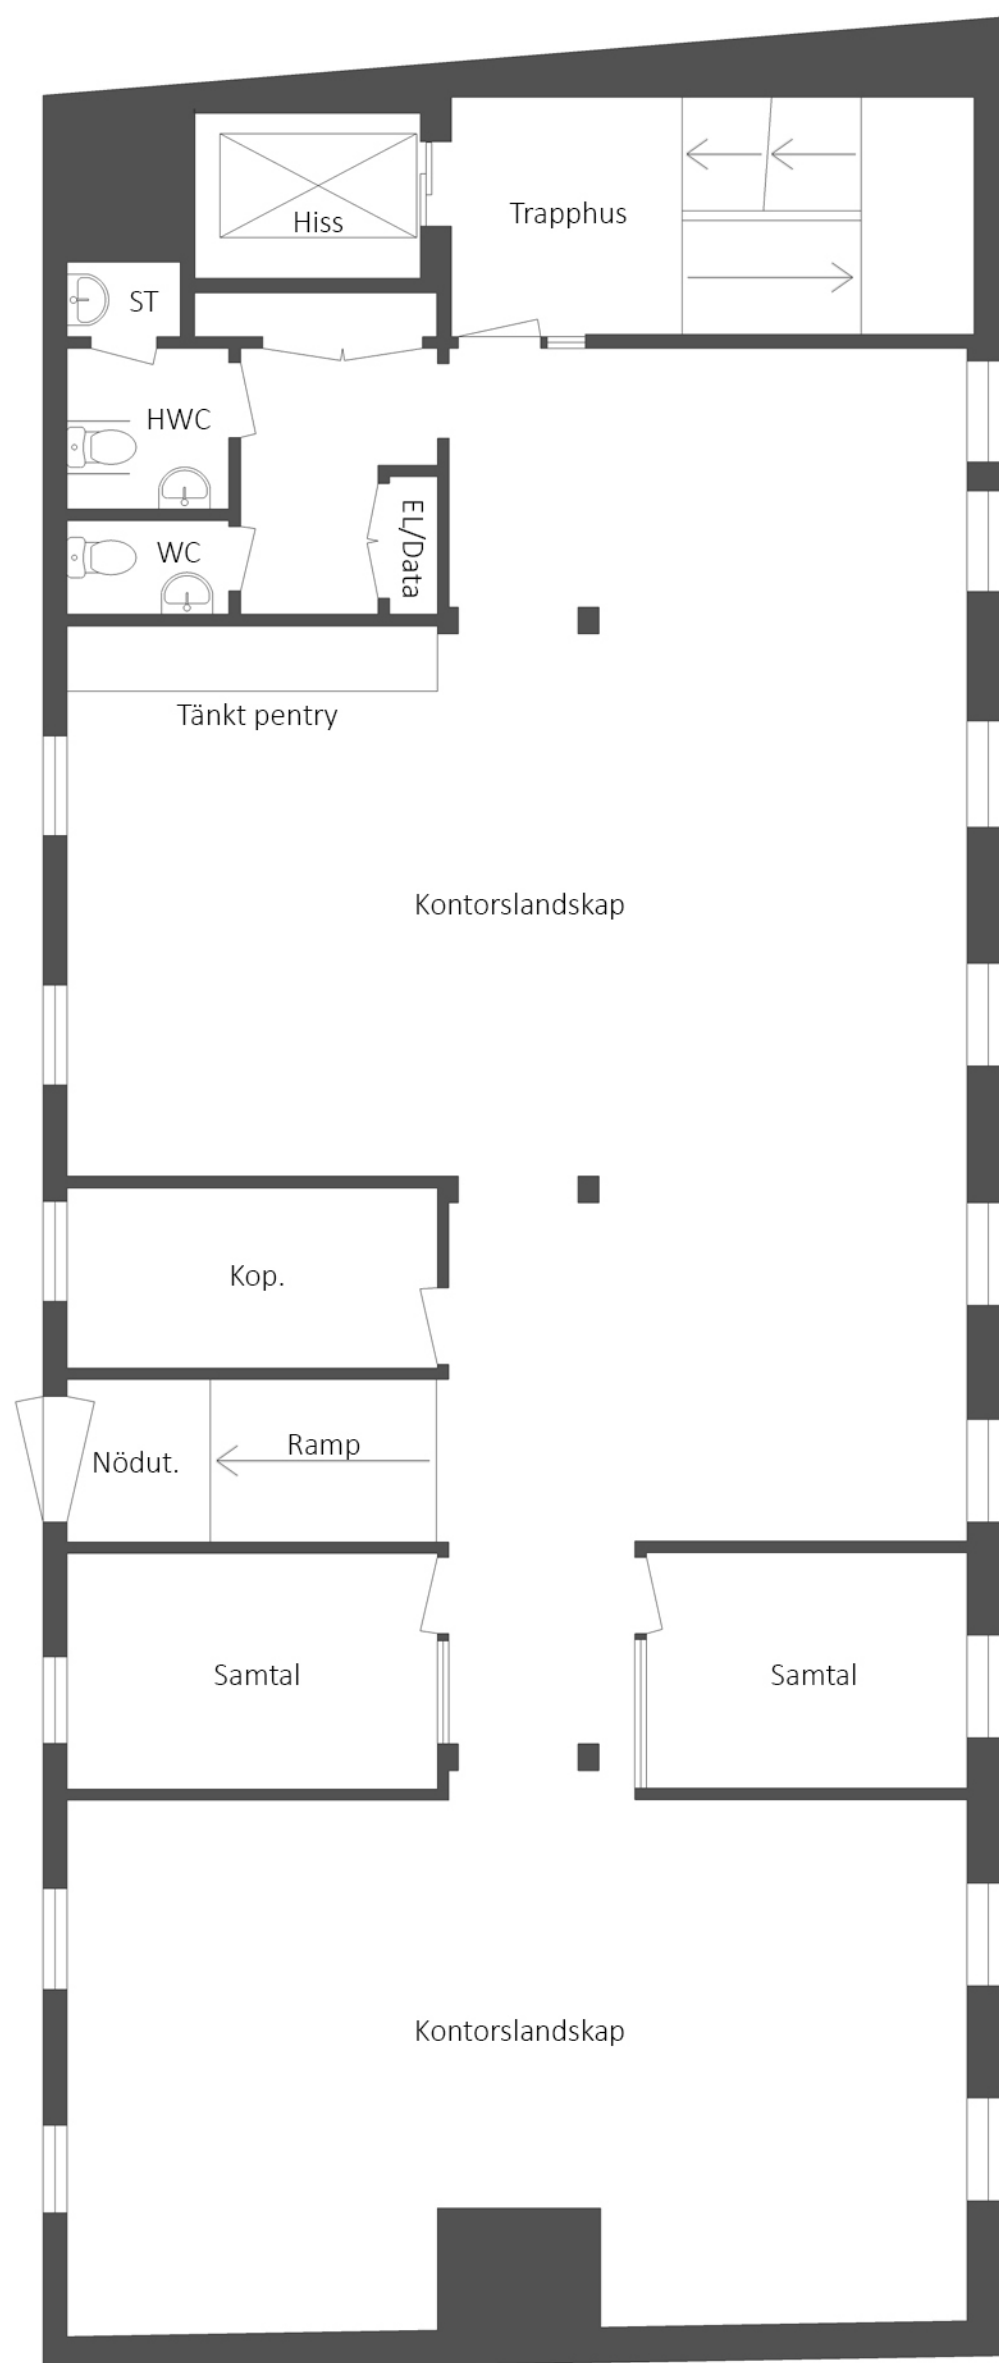 Trapphus
Hiss
ST
HWC
EL/Data
WC
Tänkt pentry
Kontorslandskap
Kop.
Ramp
Nödut.
Samtal
Samtal
Kontorslandskap